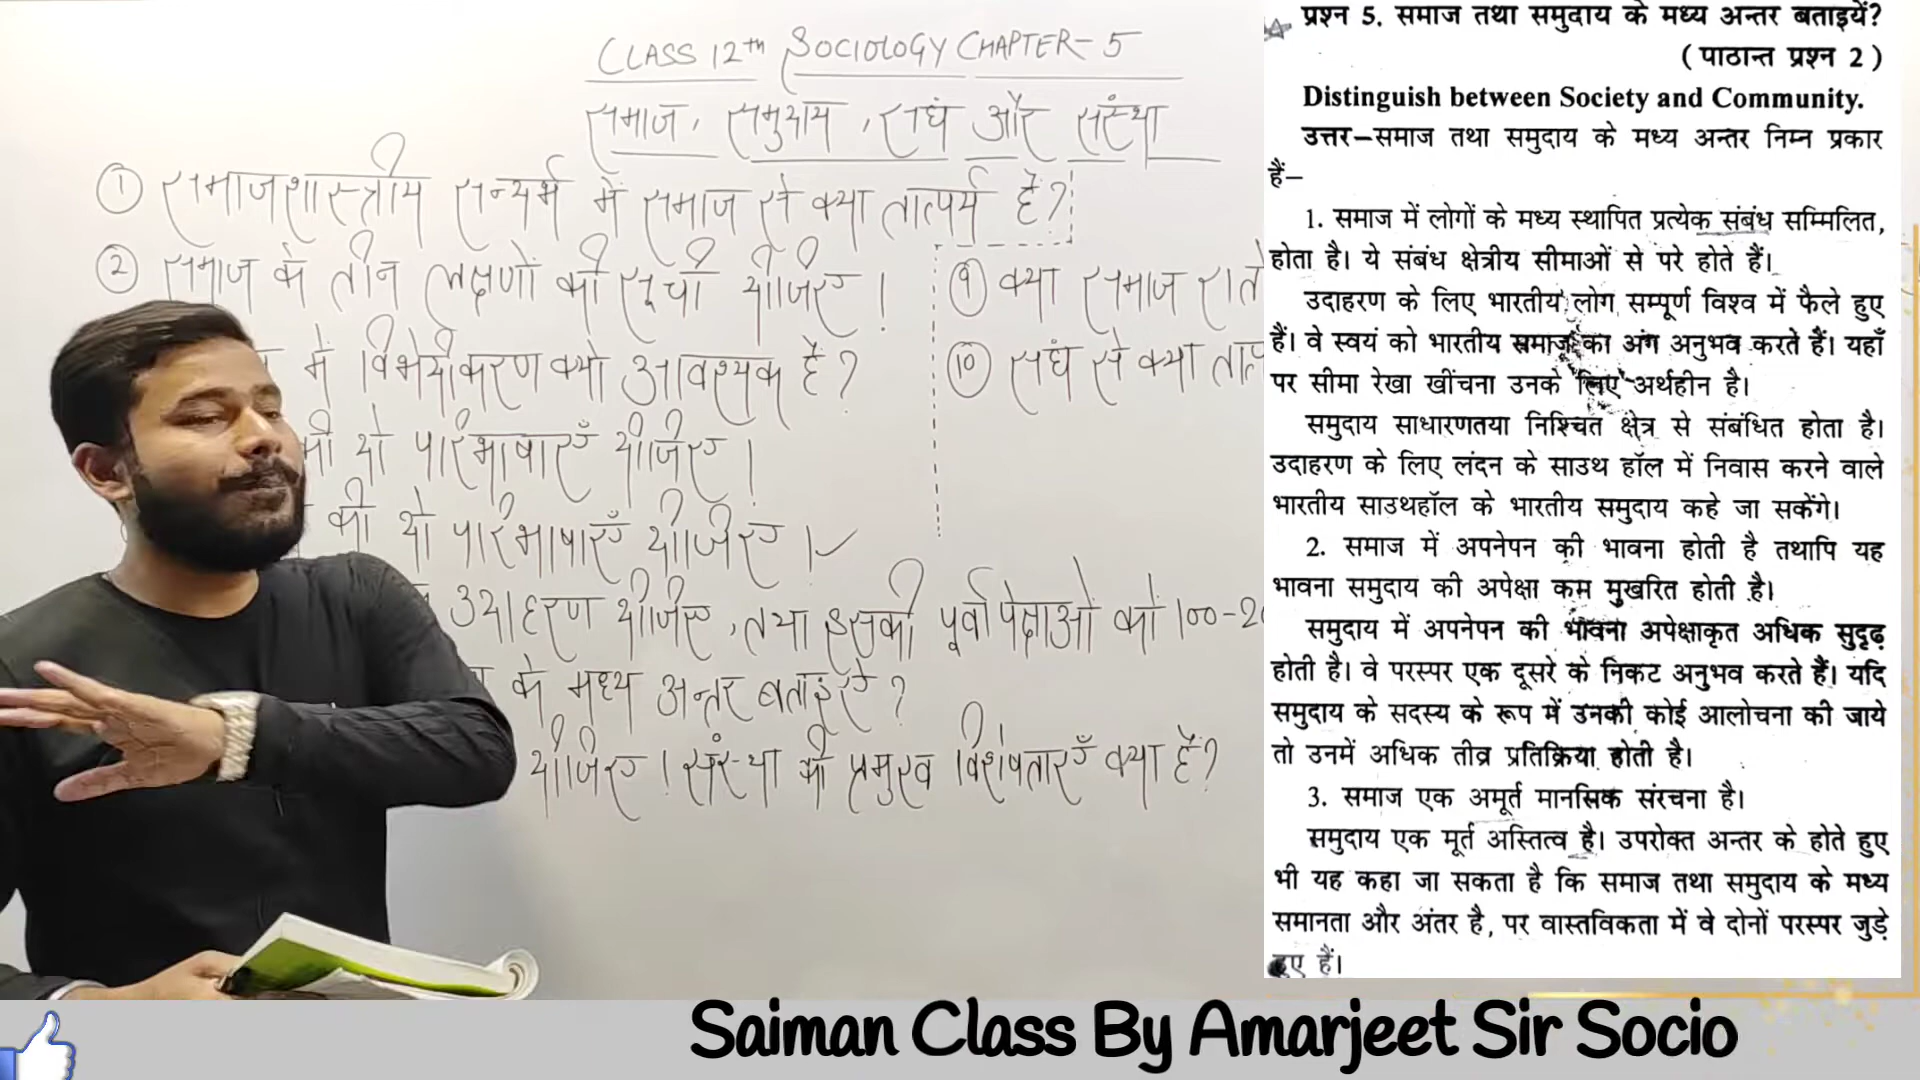 CLASS 12TH SOCIOLOGY CHAPTER-5
समाज, समुदाय, संघ और संस्था
① समाजशास्त्रीय सन्दर्भ में समाज से क्या तात्पर्य है?
② समाज के तीन लक्षणों की सूची दीजिए।
में विभेदीकरण क्यो आवश्यक है?
की दो परिभाषाएँ दीजिए।
की दो परिभाषाएँ दीजिए।✓
उदाहरण दीजिए, तथा इसकी पूर्वापेक्षाओं को 100-20
के मध्य अन्तर बताइए?
दीजिए। संस्था की प्रमुख विशेषताएँ क्या है?
⑨ क्या समाज
⑩ संघ से क्या
प्रश्न 5. समाज तथा समुदाय के मध्य अन्तर बताइयें?
(पाठान्त प्रश्न 2)
Distinguish between Society and Community.
उत्तर–समाज तथा समुदाय के मध्य अन्तर निम्न प्रकार
हैं–
1. समाज में लोगों के मध्य स्थापित प्रत्येक संबंध सम्मिलित,
होता है। ये संबंध क्षेत्रीय सीमाओं से परे होते हैं।
उदाहरण के लिए भारतीय लोग सम्पूर्ण विश्व में फैले हुए
हैं। वे स्वयं को भारतीय समाज का अंग अनुभव करते हैं। यहाँ
पर सीमा रेखा खींचना उनके लिए अर्थहीन है।
समुदाय साधारणतया निश्चित क्षेत्र से संबंधित होता है।
उदाहरण के लिए लंदन के साउथ हॉल में निवास करने वाले
भारतीय साउथहॉल के भारतीय समुदाय कहे जा सकेंगे।
2. समाज में अपनेपन की भावना होती है तथापि यह
भावना समुदाय की अपेक्षा कम मुखरित होती है।
समुदाय में अपनेपन की भावना अपेक्षाकृत अधिक सुदृढ़
होती है। वे परस्पर एक दूसरे के निकट अनुभव करते हैं। यदि
समुदाय के सदस्य के रूप में उनकी कोई आलोचना की जाये
तो उनमें अधिक तीव्र प्रतिक्रिया होती है।
3. समाज एक अमूर्त मानसिक संरचना है।
समुदाय एक मूर्त अस्तित्व है। उपरोक्त अन्तर के होते हुए
भी यह कहा जा सकता है कि समाज तथा समुदाय के मध्य
समानता और अंतर है, पर वास्तविकता में वे दोनों परस्पर जुड़े
हुए हैं।
Saiman Class By Amarjeet Sir Socio